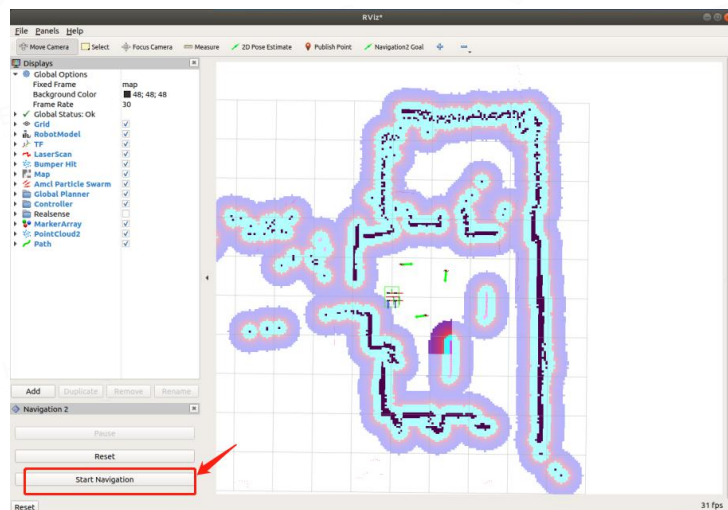 RViz*
File Panels Help
Move Camera Select Focus Camera Measure 2D Pose Estimate Publish Point Navigation2 Goal
Displays
Global Options
Fixed Frame map
Background Color 48; 48; 48
Frame Rate 30
Global Status: Ok
Grid
RobotModel
TF
LaserScan
Bumper Hit
Map
Amcl Particle Swarm
Global Planner
Controller
Realsense
MarkerArray
PointCloud2
Path
Add Duplicate Remove Rename
Navigation 2
Pause
Reset
Start Navigation
Reset 31 fps